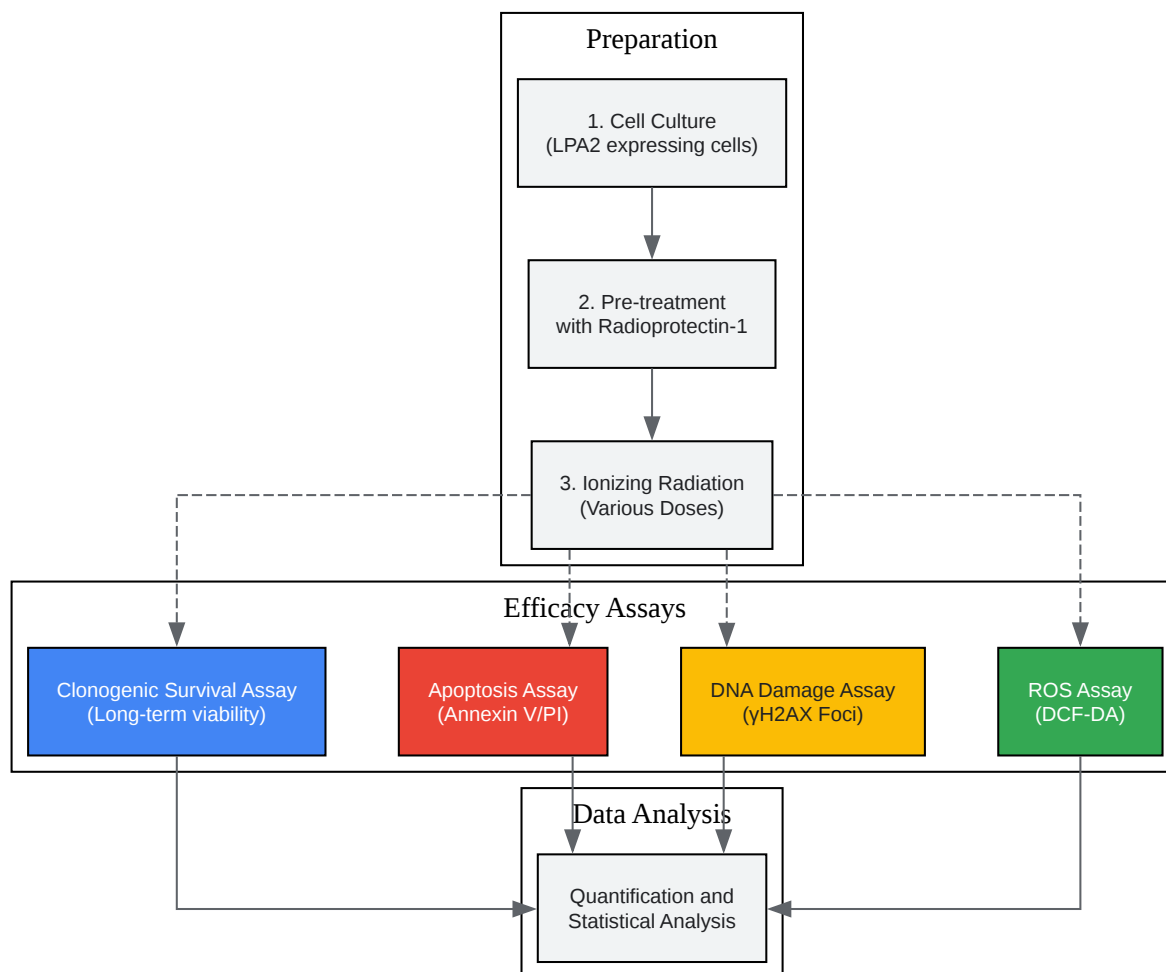 Preparation
1. Cell Culture
(LPA2 expressing cells)
2. Pre-treatment
with Radioprotectin-1
3. Ionizing Radiation
(Various Doses)
Efficacy Assays
Clonogenic Survival Assay
(Long-term viability)
Apoptosis Assay
(Annexin V/PI)
DNA Damage Assay
(γH2AX Foci)
ROS Assay
(DCF-DA)
Data Analysis
Quantification and
Statistical Analysis